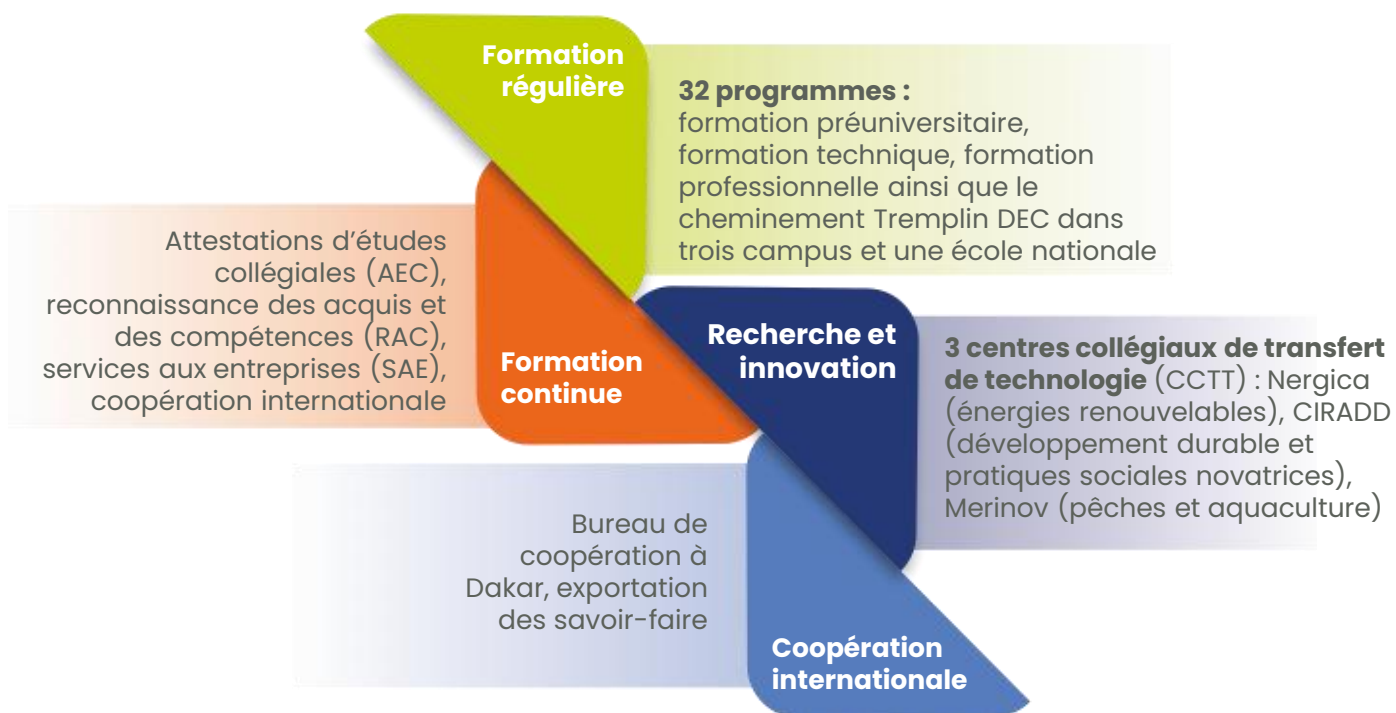 Formation
régulière
32 programmes :
formation préuniversitaire,
formation technique, formation
professionnelle ainsi que le
cheminement Tremplin DEC dans
trois campus et une école nationale
Attestations d’études
collégiales (AEC),
reconnaissance des acquis et
des compétences (RAC),
services aux entreprises (SAE),
coopération internationale
Formation
continue
Recherche et
innovation
3 centres collégiaux de transfert
de technologie (CCTT) : Nergica
(énergies renouvelables), CIRADD
(développement durable et
pratiques sociales novatrices),
Merinov (pêches et aquaculture)
Bureau de
coopération à
Dakar, exportation
des savoir-faire
Coopération
internationale